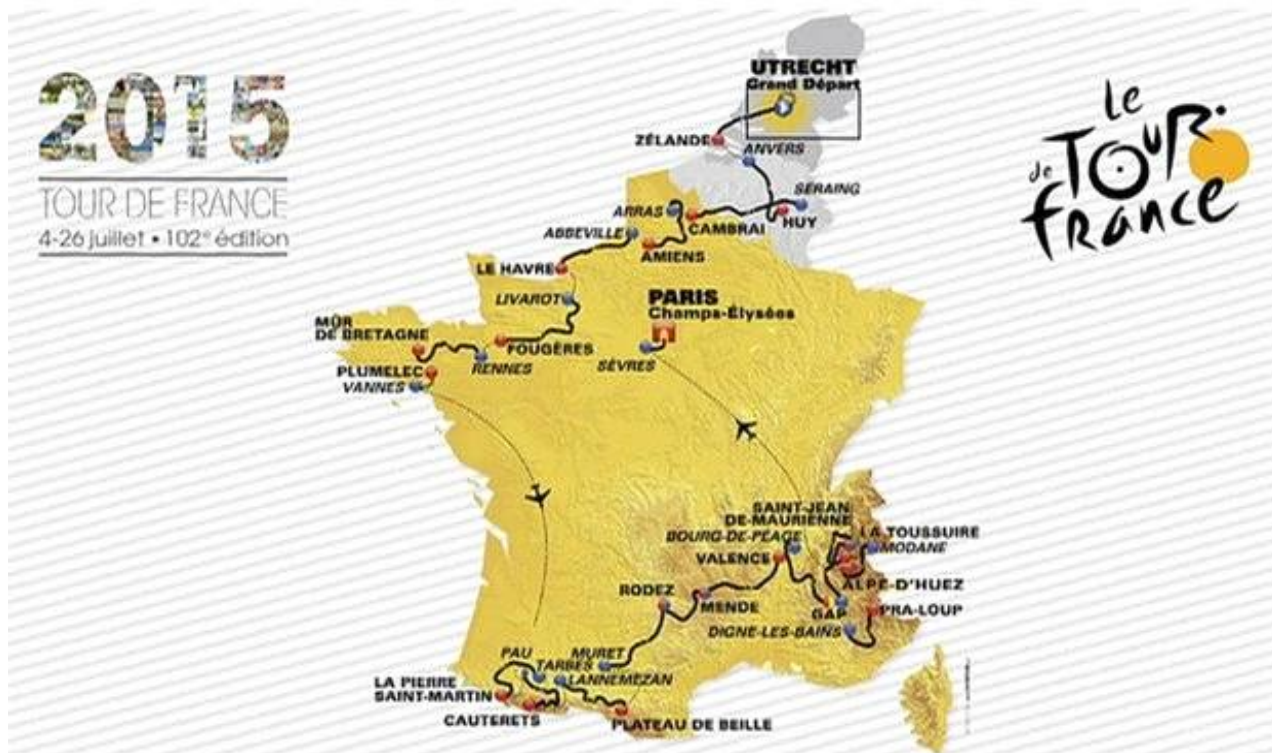 2015
TOUR DE FRANCE
4-26 juillet • 102e édition
Le
TOUR
de
France
UTRECHT
Grand Départ
ZÉLANDE
ANVERS
SERAING
ARRAS
CAMBRAI
HUY
ABBEVILLE
AMIENS
LE HAVRE
LIVAROT
PARIS
Champs-Élysées
MÛR
DE BRETAGNE
FOUGÈRES
RENNES
SÈVRES
PLUMELEC
VANNES
SAINT-JEAN
DE-MAURIENNE
LA TOUSSUIRE
BOURG-DE-PÉAGE
MODANE
VALENCE
ALPE-D'HUEZ
RODEZ
MENDE
GAP
PRA-LOUP
DIGNE-LES-BAINS
PAU
MURET
TARBES
LANNEMEZAN
LA PIERRE
SAINT-MARTIN
CAUTERETS
PLATEAU DE BEILLE